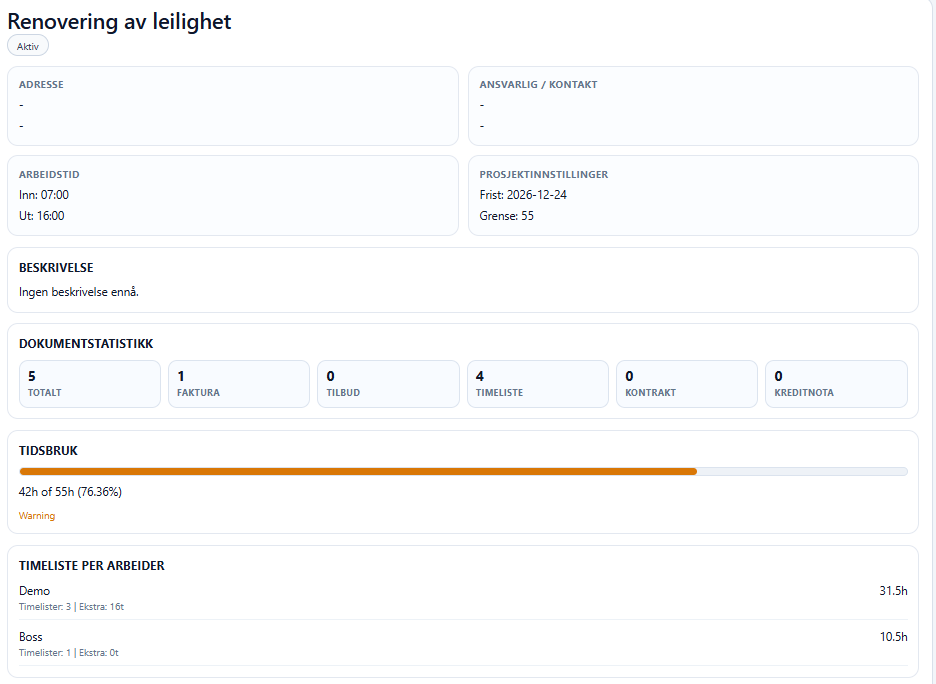 Renovering av leilighet
Aktiv
ADRESSE
-
-
ANSVARLIG / KONTAKT
-
-
ARBEIDSTID
Inn: 07:00
Ut: 16:00
PROSJEKTINNSTILLINGER
Frist: 2026-12-24
Grense: 55
BESKRIVELSE
Ingen beskrivelse ennå.
DOKUMENTSTATISTIKK
5
TOTALT
1
FAKTURA
0
TILBUD
4
TIMELISTE
0
KONTRAKT
0
KREDITNOTA
TIDSBRUK
42h of 55h (76.36%)
Warning
TIMELISTE PER ARBEIDER
Demo 31.5h
Timelister: 3 | Ekstra: 16t
Boss 10.5h
Timelister: 1 | Ekstra: 0t